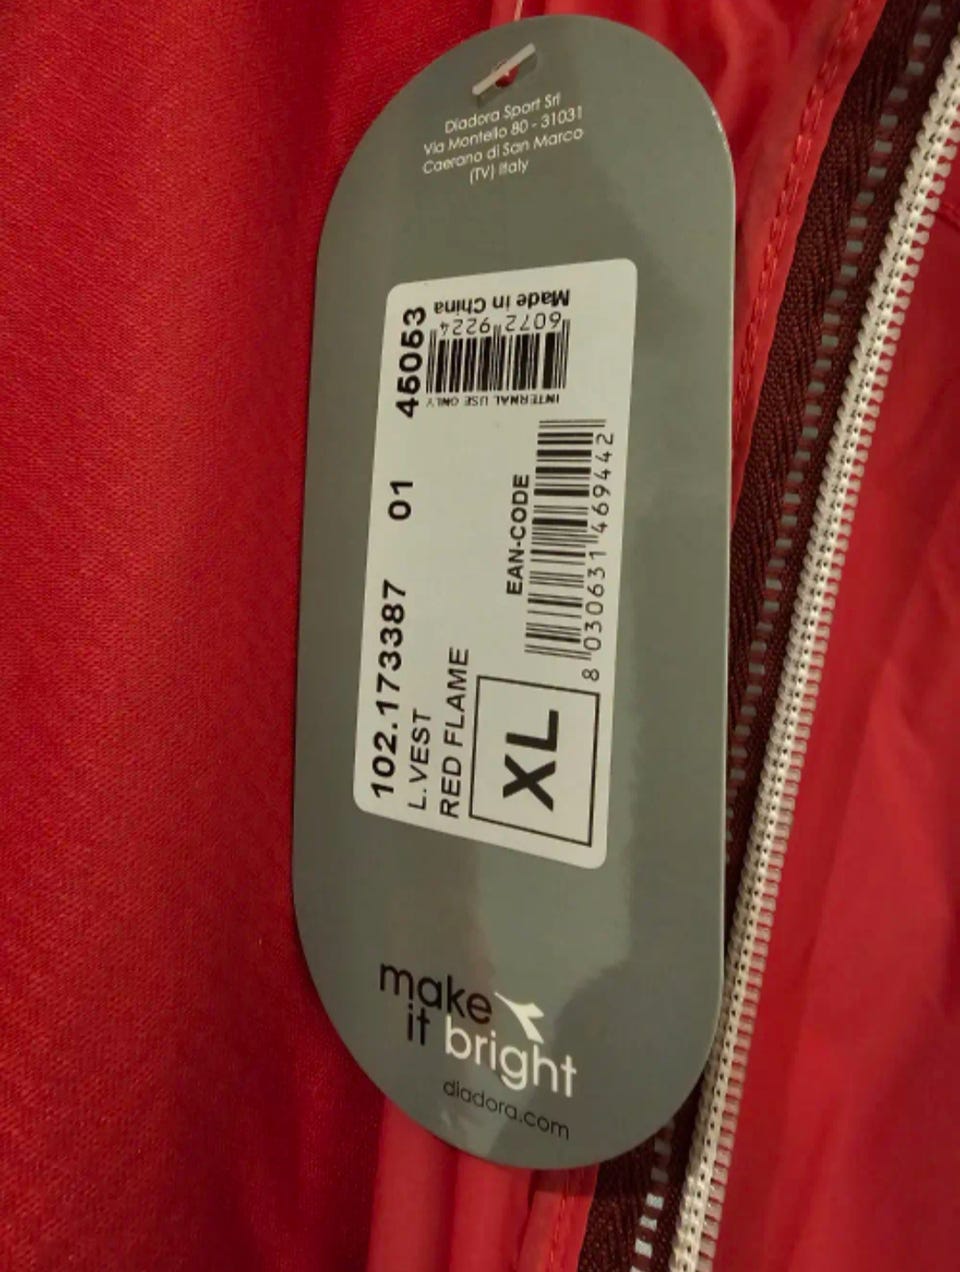 Diadora Sport Srl
Via Montello 80 - 31031
Caerano di San Marco
(TV) Italy
102.173387 01 45053
L.VEST
RED FLAME
XL
EAN-CODE
8 030631 469442
INTERNAL USE ONLY
6072 9224
Made in China
make
it bright
diadora.com